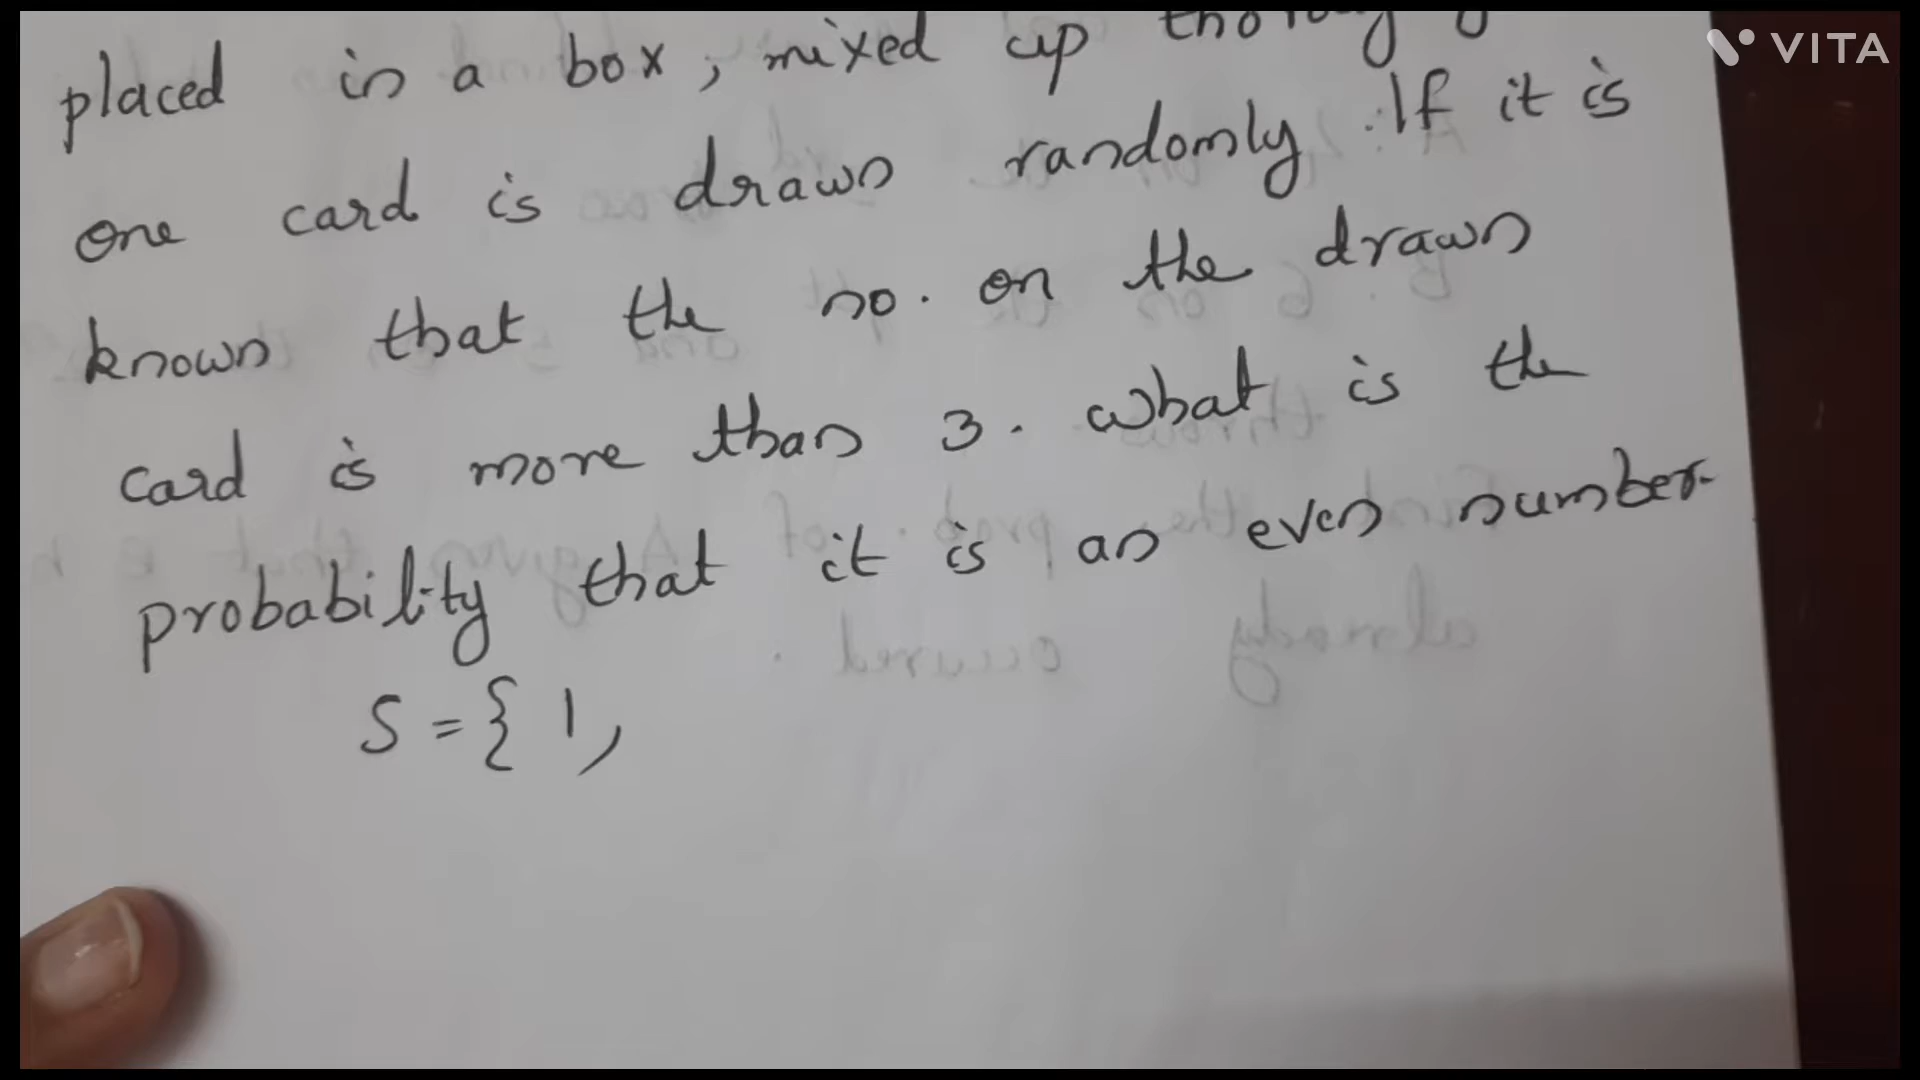 placed in a box, mixed up
VITA
one card is drawn randomly. If it is
known that the no. on the drawn
card is more than 3. what is the
probability that it is an even number.
S = { 1,